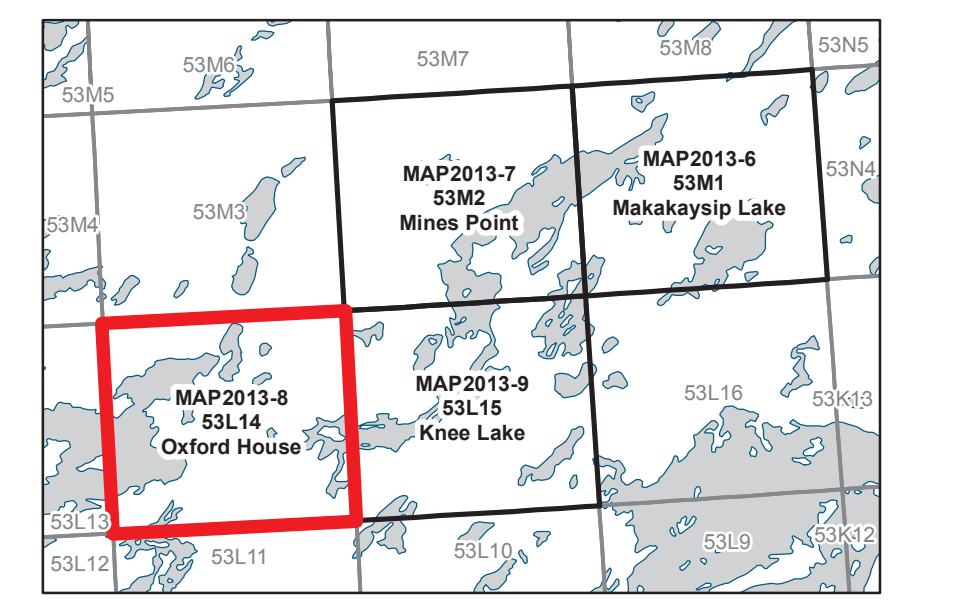 53M6
53M7
53M8
53N5
53M5
MAP2013-7
53M2
Mines Point
MAP2013-6
53M1
Makakaysip Lake
53N4
53M4
53M3
MAP2013-8
53L14
Oxford House
MAP2013-9
53L15
Knee Lake
53L16
53K13
53L13
53L12
53L11
53L10
53L9
53K12